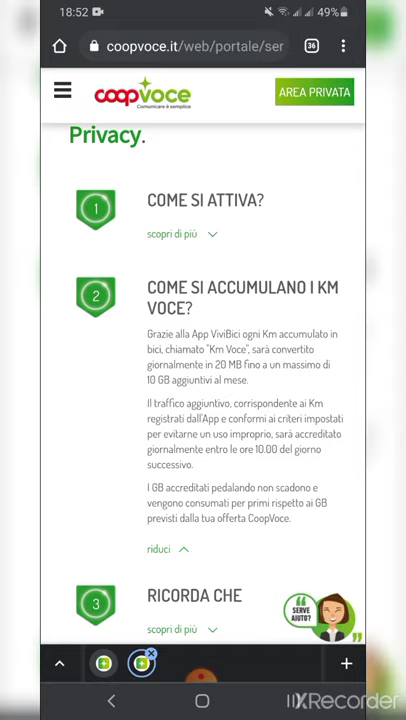 18:52
49%
coopvoce.it/web/portale/ser
36
coopvoce
Comunicare è semplice
AREA PRIVATA
Privacy.
1
COME SI ATTIVA?
scopri di più
2
COME SI ACCUMULANO I KM
VOCE?
Grazie alla App ViviBici ogni Km accumulato in
bici, chiamato "Km Voce", sarà convertito
giornalmente in 20 MB fino a un massimo di
10 GB aggiuntivi al mese.
Il traffico aggiuntivo, corrispondente ai Km
registrati dall'App e conformi ai criteri impostati
per evitarne un uso improprio, sarà accreditato
giornalmente entro le ore 10.00 del giorno
successivo.
I GB accreditati pedalando non scadono e
vengono consumati per primi rispetto ai GB
previsti dalla tua offerta CoopVoce.
riduci
3
RICORDA CHE
SERVE
AIUTO?
scopri di più
XRecorder